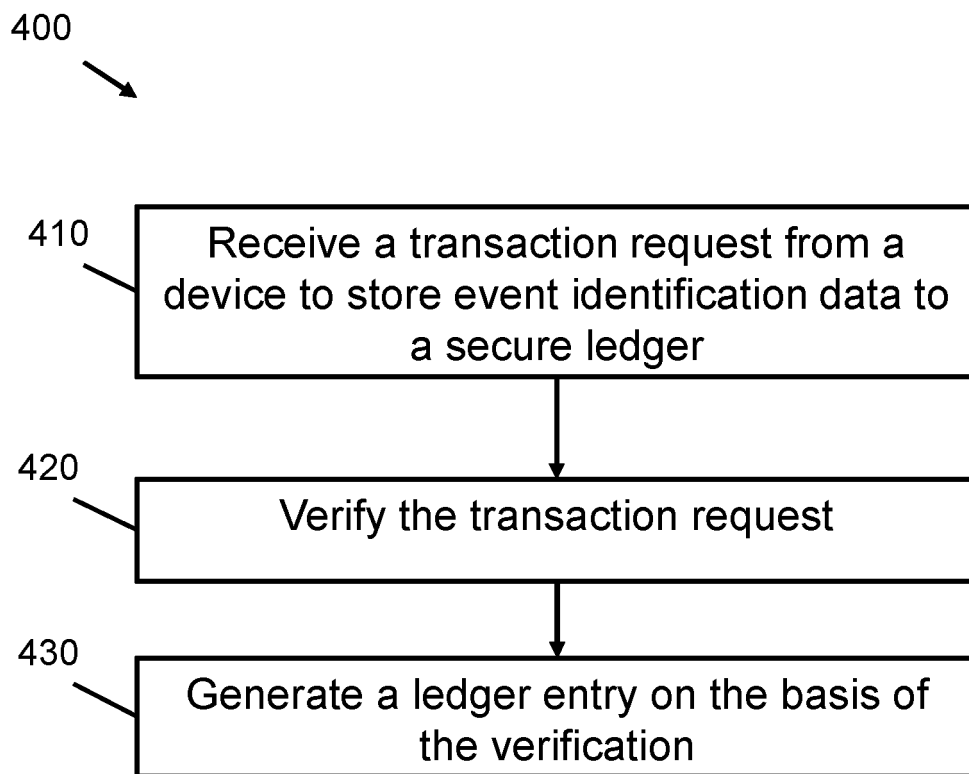 400
410
Receive a transaction request from a
device to store event identification data to
a secure ledger
420
Verify the transaction request
430
Generate a ledger entry on the basis of
the verification